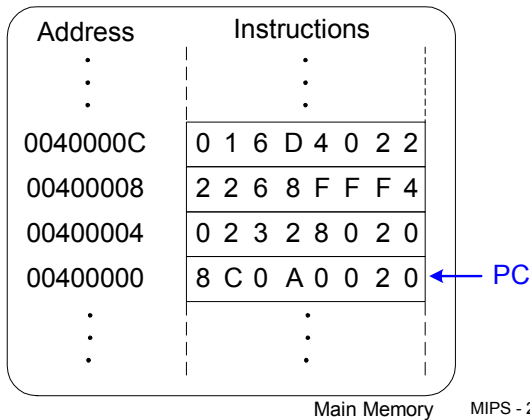 Address Instructions
0040000C 0 1 6 D 4 0 2 2
00400008 2 2 6 8 F F F 4
00400004 0 2 3 2 8 0 2 0
00400000 8 C 0 A 0 0 2 0 PC
Main Memory MIPS - 2